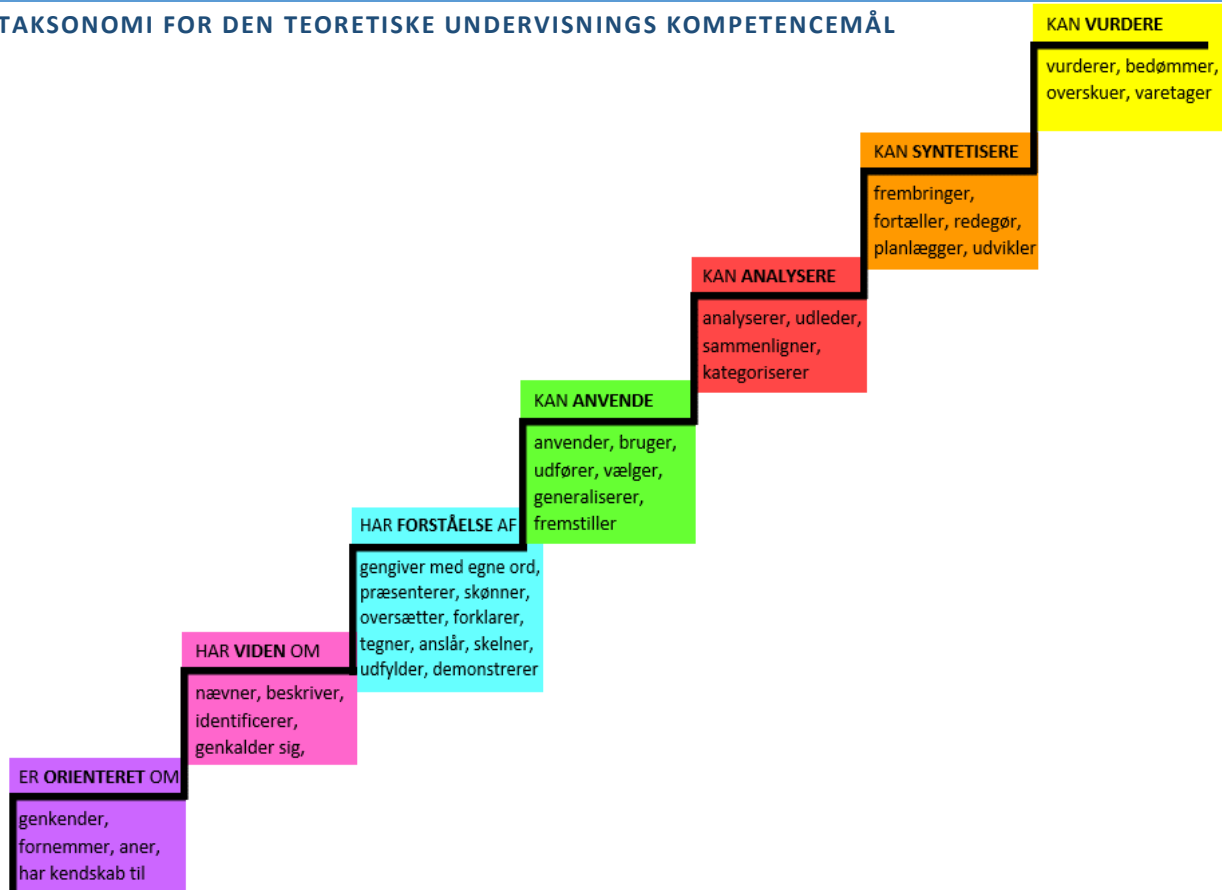 TAKSONOMI FOR DEN TEORETISKE UNDERVISNINGS KOMPETENCEMÅL
KAN VURDERE
vurderer, bedømmer,
overskuer, varetager
KAN SYNTETISERE
frembringer,
fortæller, redegør,
planlægger, udvikler
KAN ANALYSERE
analyserer, udleder,
sammenligner,
kategoriserer
KAN ANVENDE
anvender, bruger,
udfører, vælger,
generaliserer,
fremstiller
HAR FORSTÅELSE AF
gengiver med egne ord,
præsenterer, skønner,
oversætter, forklarer,
tegner, anslår, skelner,
udfylder, demonstrerer
HAR VIDEN OM
nævner, beskriver,
identificerer,
genkalder sig,
ER ORIENTERET OM
genkender,
fornemmer, aner,
har kendskab til